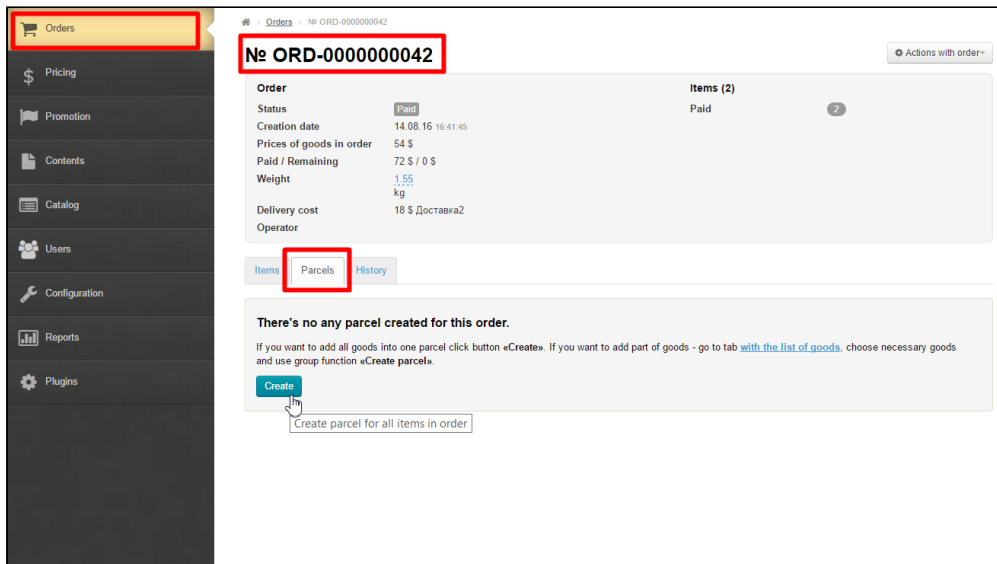 Orders
Pricing
Promotion
Contents
Catalog
Users
Configuration
Reports
Plugins
Orders › № ORD-0000000042
№ ORD-0000000042
Actions with order
Order
Items (2)
Status Paid
Paid 2
Creation date 14.08.16 16:41:45
Prices of goods in order 54 $
Paid / Remaining 72 $ / 0 $
Weight 1.55
kg
Delivery cost 18 $ Доставка2
Operator
Items Parcels History
There's no any parcel created for this order.
If you want to add all goods into one parcel click button «Create». If you want to add part of goods - go to tab with the list of goods, choose necessary goods
and use group function «Create parcel».
Create
Create parcel for all items in order